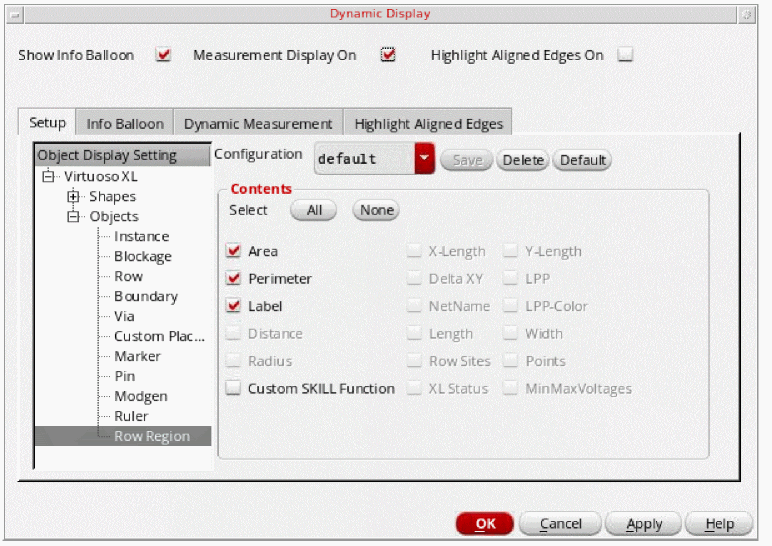 Dynamic Display
Show Info Balloon Measurement Display On Highlight Aligned Edges On
Setup Info Balloon Dynamic Measurement Highlight Aligned Edges
Object Display Setting
Virtuoso XL
Shapes
Objects
Instance
Blockage
Row
Boundary
Via
Custom Plac...
Marker
Pin
Modgen
Ruler
Row Region
Configuration default Save Delete Default
Contents
Select All None
Area X-Length Y-Length
Perimeter Delta XY LPP
Label NetName LPP-Color
Distance Length Width
Radius Row Sites Points
Custom SKILL Function XL Status MinMaxVoltages
OK Cancel Apply Help